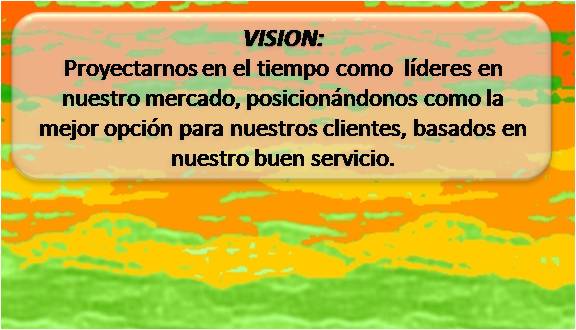 VISION:
Proyectarnos en el tiempo como  líderes en
nuestro mercado, posicionándonos como la
mejor opción para nuestros clientes, basados en
nuestro buen servicio.